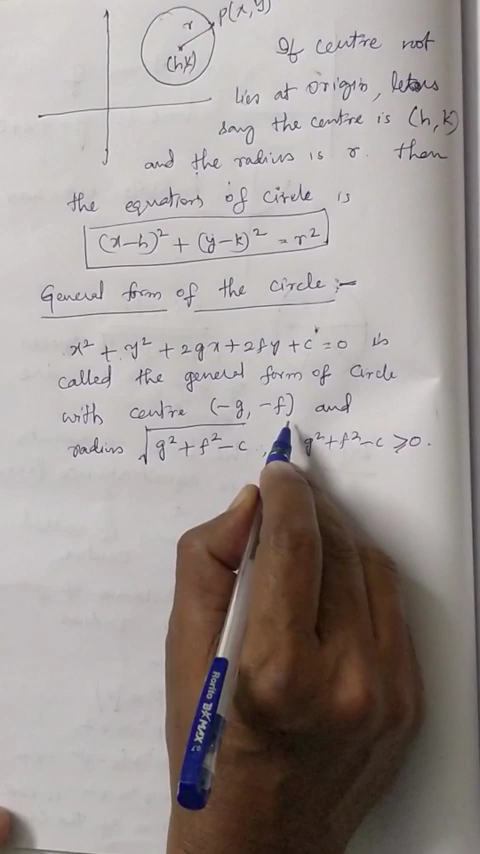 P(x, y)
r
(h,k)
If centre not
lies at origin, lets
say the centre is (h, k)
and the radius is r. then
the equation of circle is
(x-h)² + (y-k)² = r²
General form of the circle :-
x² + y² + 2gx + 2fy + c = 0 is
called the general form of circle
with centre (-g, -f) and
radius √g² + f² - c , g² + f² - c ≥ 0.
Rorito